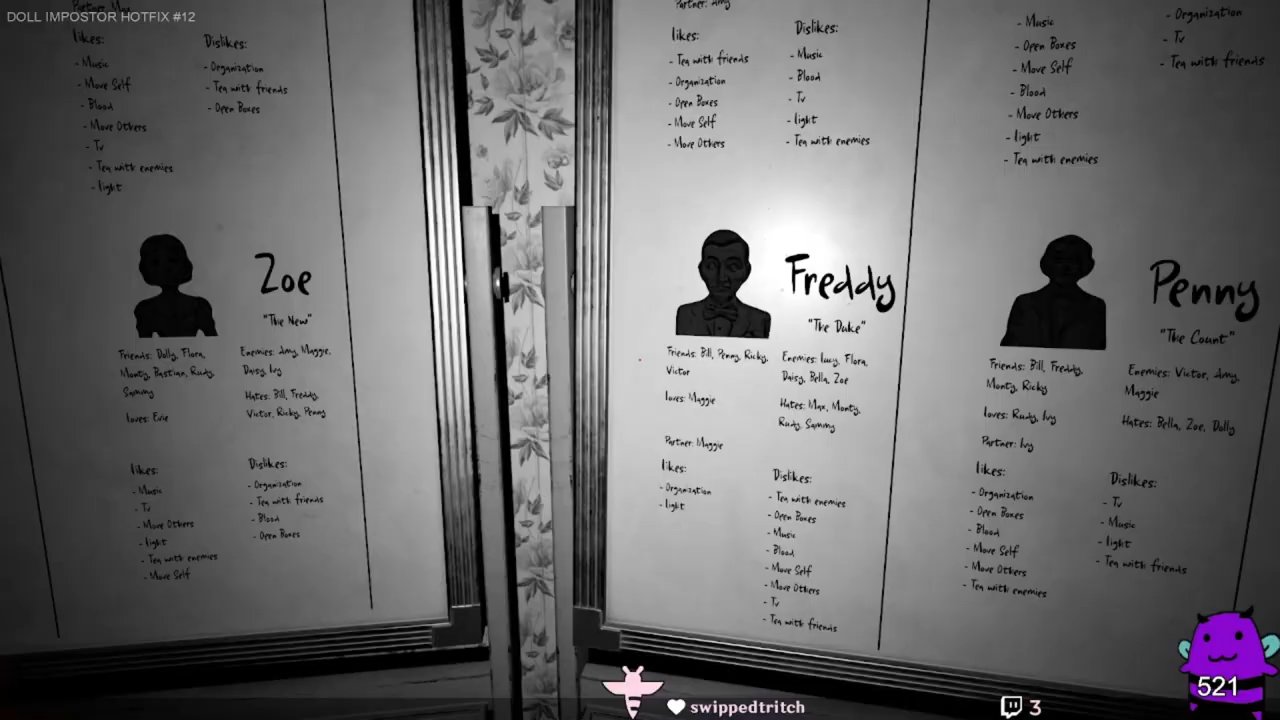 DOLL IMPOSTOR HOTFIX #12
likes:
- Music
- Move Self
- Blood
- Move Others
- Tv
- Tea with enemies
- light
Dislikes:
- Organization
- Tea with friends
- Open Boxes
Zoe
"The New"
Friends: Dolly, Flora,
Monty, Bastian, Rudy,
Sammy
loves: Evie
Enemies: Amy, Maggie,
Daisy, Ivy
Hates: Bill, Freddy,
Victor, Ricky, Penny
likes:
- Music
- Tv
- Move Others
- light
- Tea with enemies
- Move Self
Dislikes:
- Organization
- Tea with friends
- Blood
- Open Boxes
Partner: Amy
likes:
- Tea with friends
- Organization
- Open Boxes
- Move Self
- Move Others
Dislikes:
- Music
- Blood
- Tv
- light
- Tea with enemies
Freddy
"The Duke"
Friends: Bill, Penny, Ricky,
Victor
loves: Maggie
Partner: Maggie
Enemies: lucy, Flora,
Daisy, Bella, Zoe
Hates: Max, Monty,
Rudy, Sammy
likes:
- Organization
- light
Dislikes:
- Tea with enemies
- Open Boxes
- Music
- Blood
- Move Self
- Move Others
- Tv
- Tea with friends
- Music
- Open Boxes
- Move Self
- Blood
- Move Others
- light
- Tea with enemies
- Organization
- Tv
- Tea with friends
Penny
"The Count"
Friends: Bill, Freddy,
Monty, Ricky
loves: Rudy, Ivy
Partner: Ivy
Enemies: Victor, Amy,
Maggie
Hates: Bella, Zoe, Dolly
likes:
- Organization
- Open Boxes
- Blood
- Move Self
- Move Others
- Tea with enemies
Dislikes:
- Tv
- Music
- light
- Tea with friends
swippedtritch
3
521